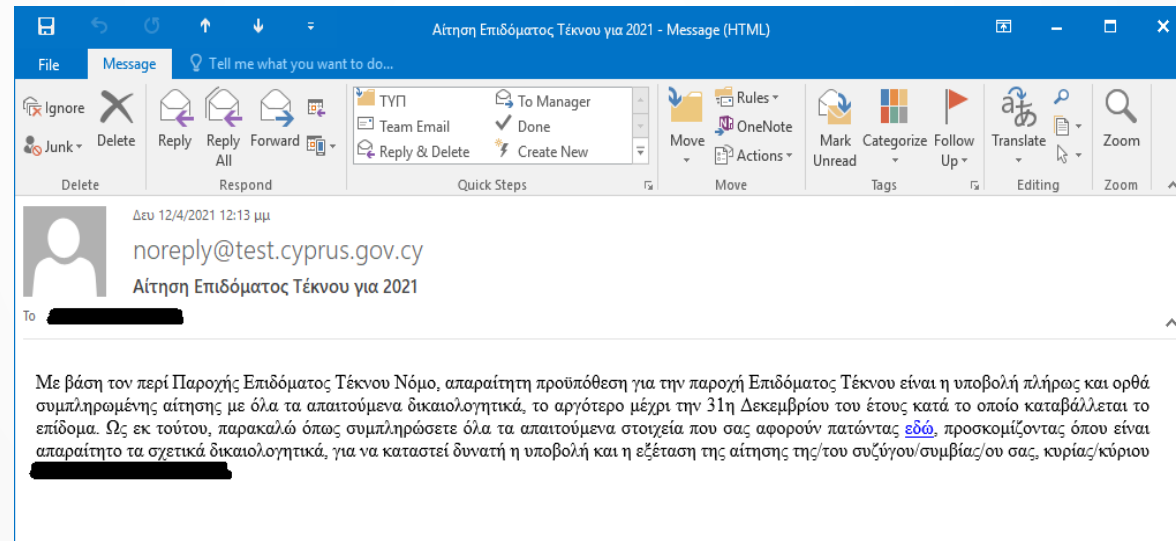 Αίτηση Επιδόματος Τέκνου για 2021 - Message (HTML)
File Message Tell me what you want to do...
Ignore
Junk
Delete
Reply
Reply All
Forward
ΤΥΠ
To Manager
Team Email
Done
Reply & Delete
Create New
Move
Rules
OneNote
Actions
Mark Unread
Categorize
Follow Up
Translate
Zoom
Delete Respond Quick Steps Move Tags Editing Zoom
Δευ 12/4/2021 12:13 μμ
noreply@test.cyprus.gov.cy
Αίτηση Επιδόματος Τέκνου για 2021
To
Με βάση τον περί Παροχής Επιδόματος Τέκνου Νόμο, απαραίτητη προϋπόθεση για την παροχή Επιδόματος Τέκνου είναι η υποβολή πλήρως και ορθά
συμπληρωμένης αίτησης με όλα τα απαιτούμενα δικαιολογητικά, το αργότερο μέχρι την 31η Δεκεμβρίου του έτους κατά το οποίο καταβάλλεται το
επίδομα. Ως εκ τούτου, παρακαλώ όπως συμπληρώσετε όλα τα απαιτούμενα στοιχεία που σας αφορούν πατώντας εδώ, προσκομίζοντας όπου είναι
απαραίτητο τα σχετικά δικαιολογητικά, για να καταστεί δυνατή η υποβολή και η εξέταση της αίτησης της/του συζύγου/συμβίας/ου σας, κυρίας/κύριου